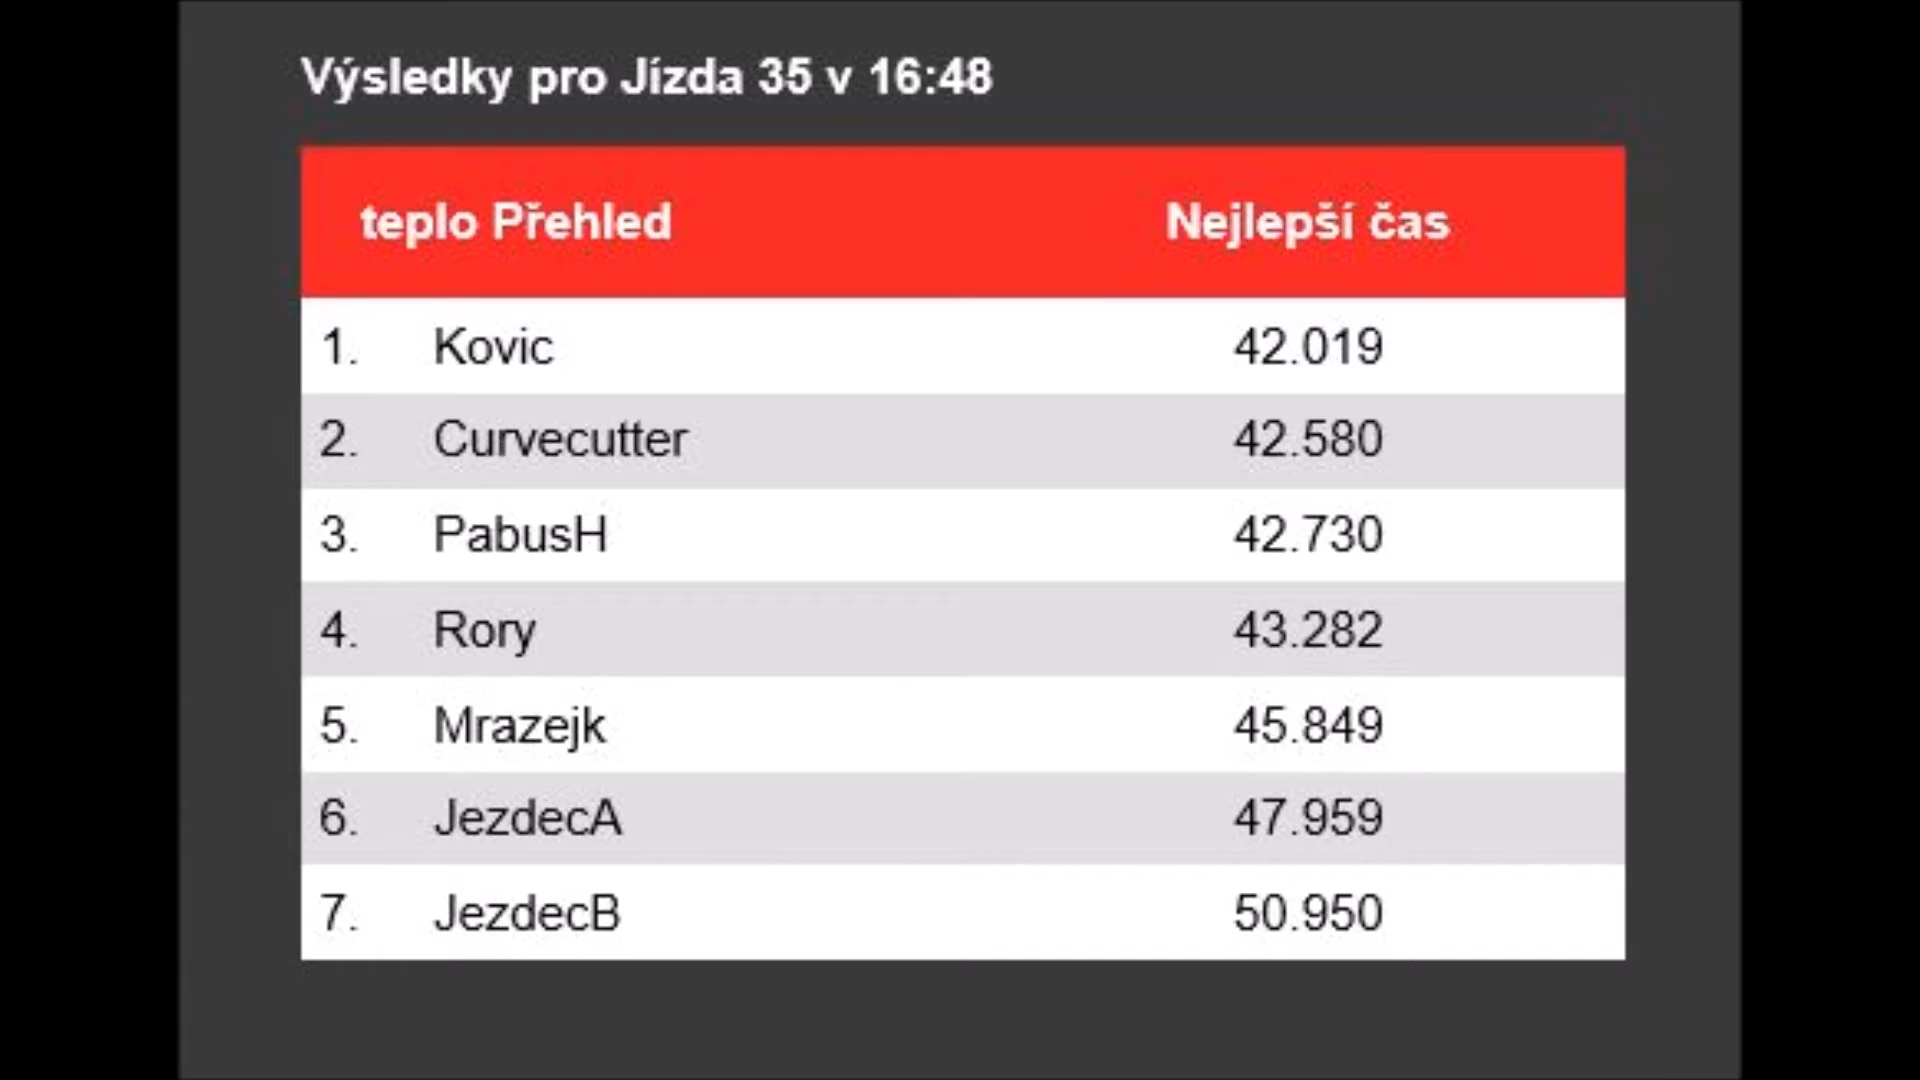 Výsledky pro Jízda 35 v 16:48
teplo Přehled Nejlepší čas
1. Kovic 42.019
2. Curvecutter 42.580
3. PabusH 42.730
4. Rory 43.282
5. Mrazejk 45.849
6. JezdecA 47.959
7. JezdecB 50.950